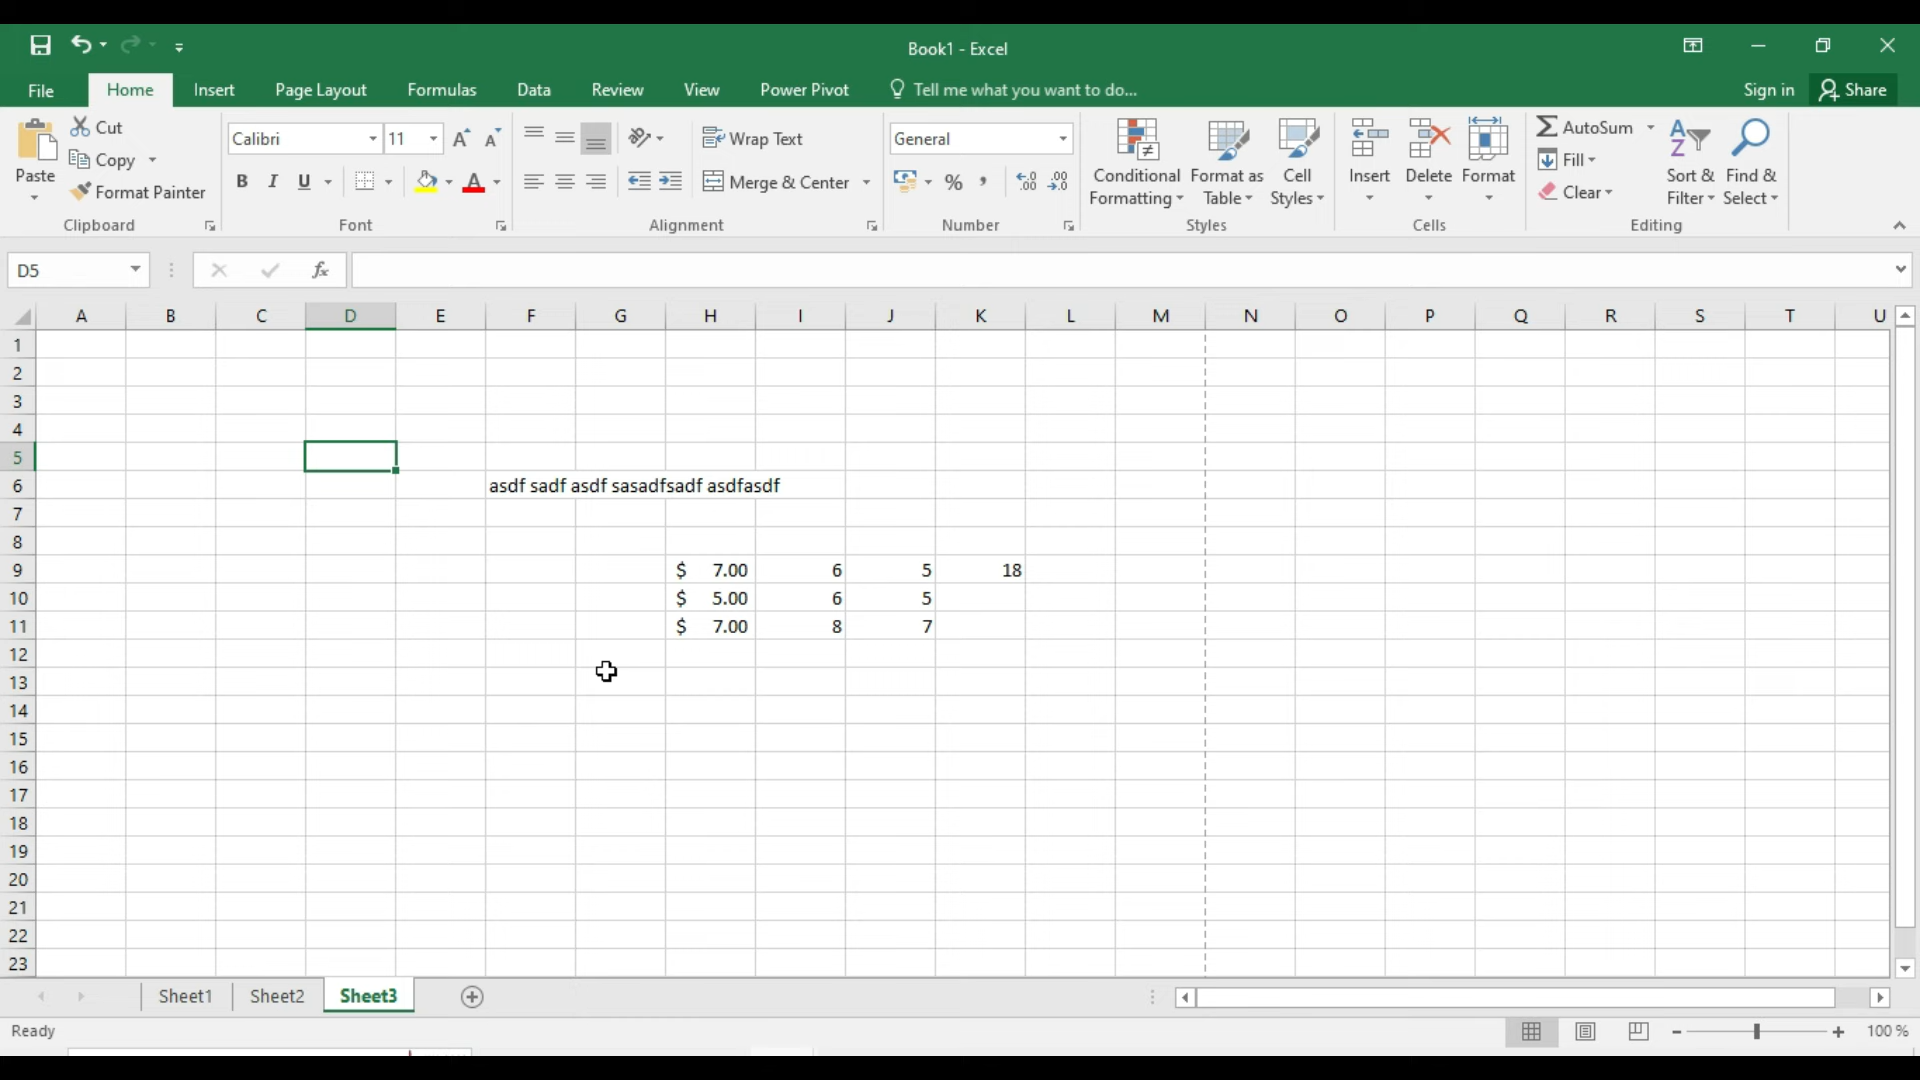 Book1 - Excel
File Home Insert Page Layout Formulas Data Review View Power Pivot Tell me what you want to do... Sign in Share
Paste
Cut
Copy
Format Painter
Clipboard
Calibri 11
B I U A
Font
Wrap Text
Merge & Center
Alignment
General
% ,
Number
Conditional Formatting
Format as Table
Cell Styles
Styles
Insert Delete Format
Cells
AutoSum
Fill
Clear
Sort & Filter
Find & Select
Editing
D5 fx
A B C D E F G H I J K L M N O P Q R S T U
1
2
3
4
5
6 asdf sadf asdf sasadfsadf asdfasdf
7
8
9 $ 7.00 6 5 18
10 $ 5.00 6 5
11 $ 7.00 8 7
12
13
14
15
16
17
18
19
20
21
22
23
Sheet1 Sheet2 Sheet3
Ready 100 %